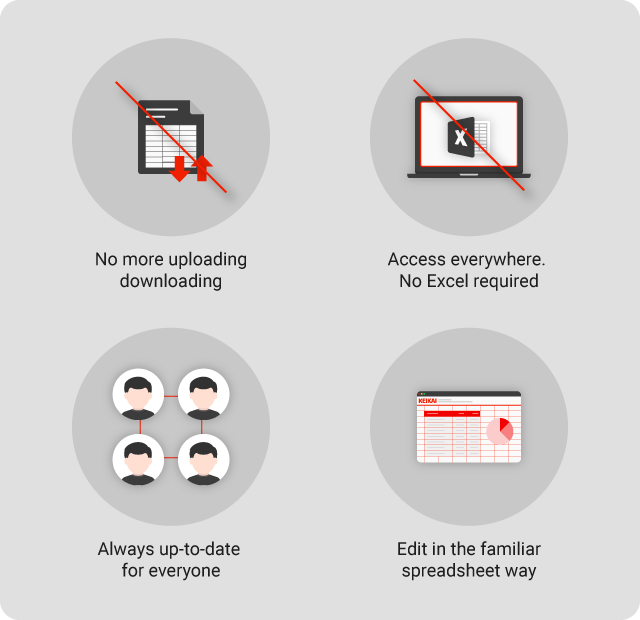 No more uploading
downloading
X
Access everywhere.
No Excel required
Always up-to-date
for everyone
KEIKAI
Edit in the familiar
spreadsheet way